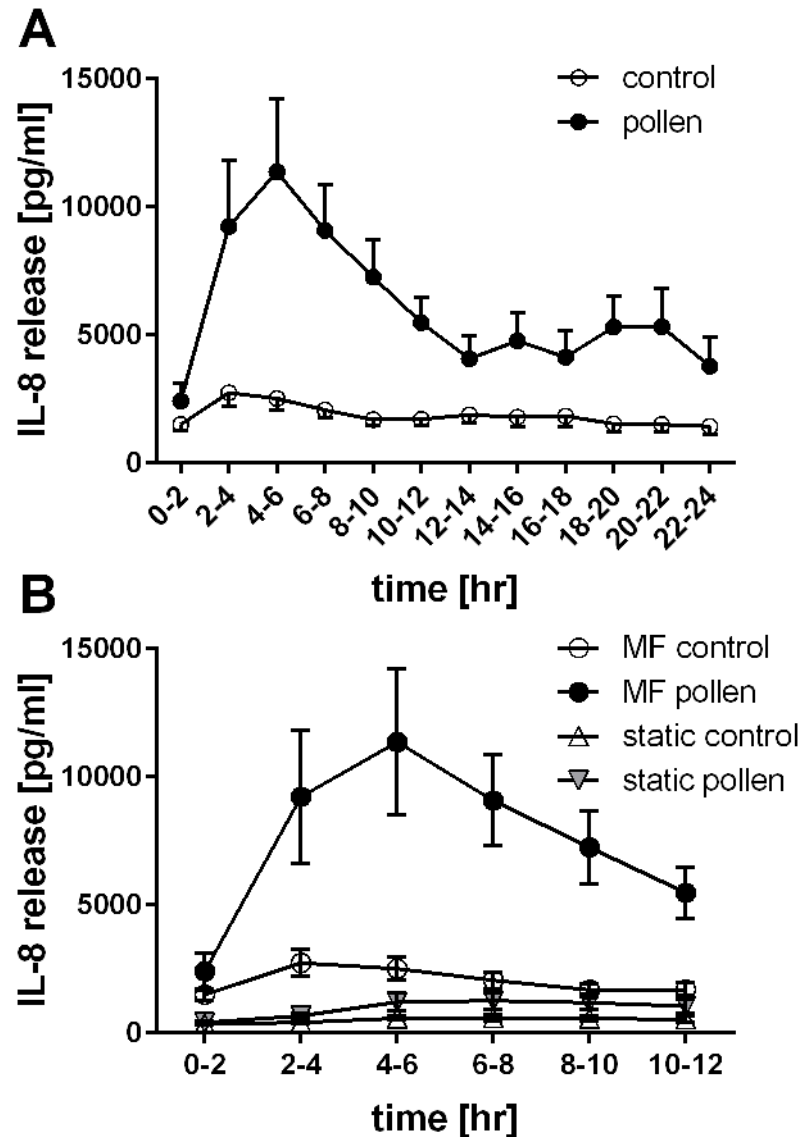 A
15000
10000
5000
0
IL-8 release [pg/ml]
control
pollen
0-2
2-4
4-6
6-8
8-10
10-12
12-14
14-16
16-18
18-20
20-22
22-24
time [hr]
B
15000
10000
5000
0
IL-8 release [pg/ml]
MF control
MF pollen
static control
static pollen
0-2
2-4
4-6
6-8
8-10
10-12
time [hr]